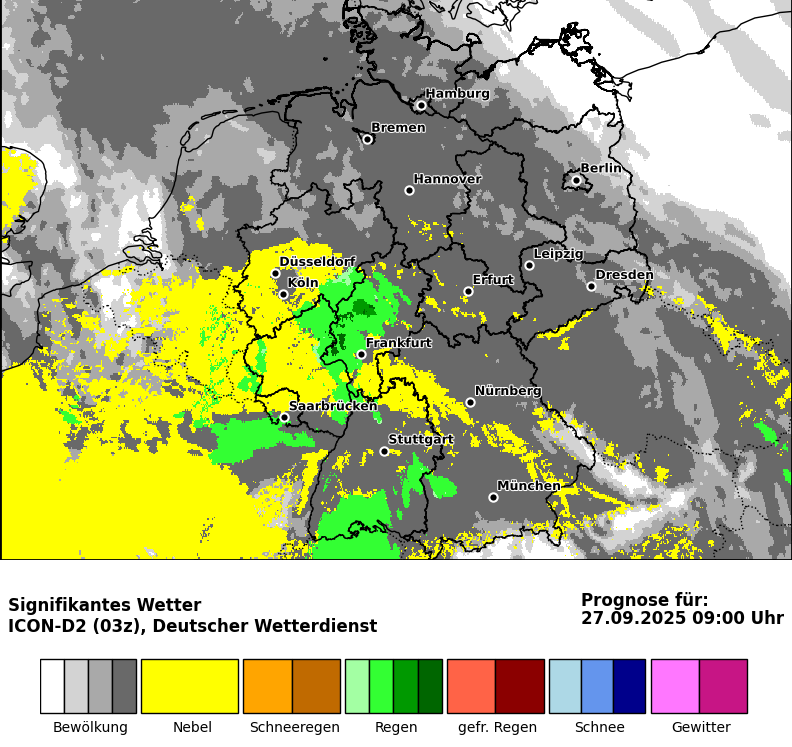 Hamburg
Bremen
Hannover
Berlin
Düsseldorf
Köln
Leipzig
Erfurt
Dresden
Frankfurt
Nürnberg
Saarbrücken
Stuttgart
München
Signifikantes Wetter
ICON-D2 (03z), Deutscher Wetterdienst
Prognose für:
27.09.2025 09:00 Uhr
Bewölkung
Nebel
Schneeregen
Regen
gefr. Regen
Schnee
Gewitter